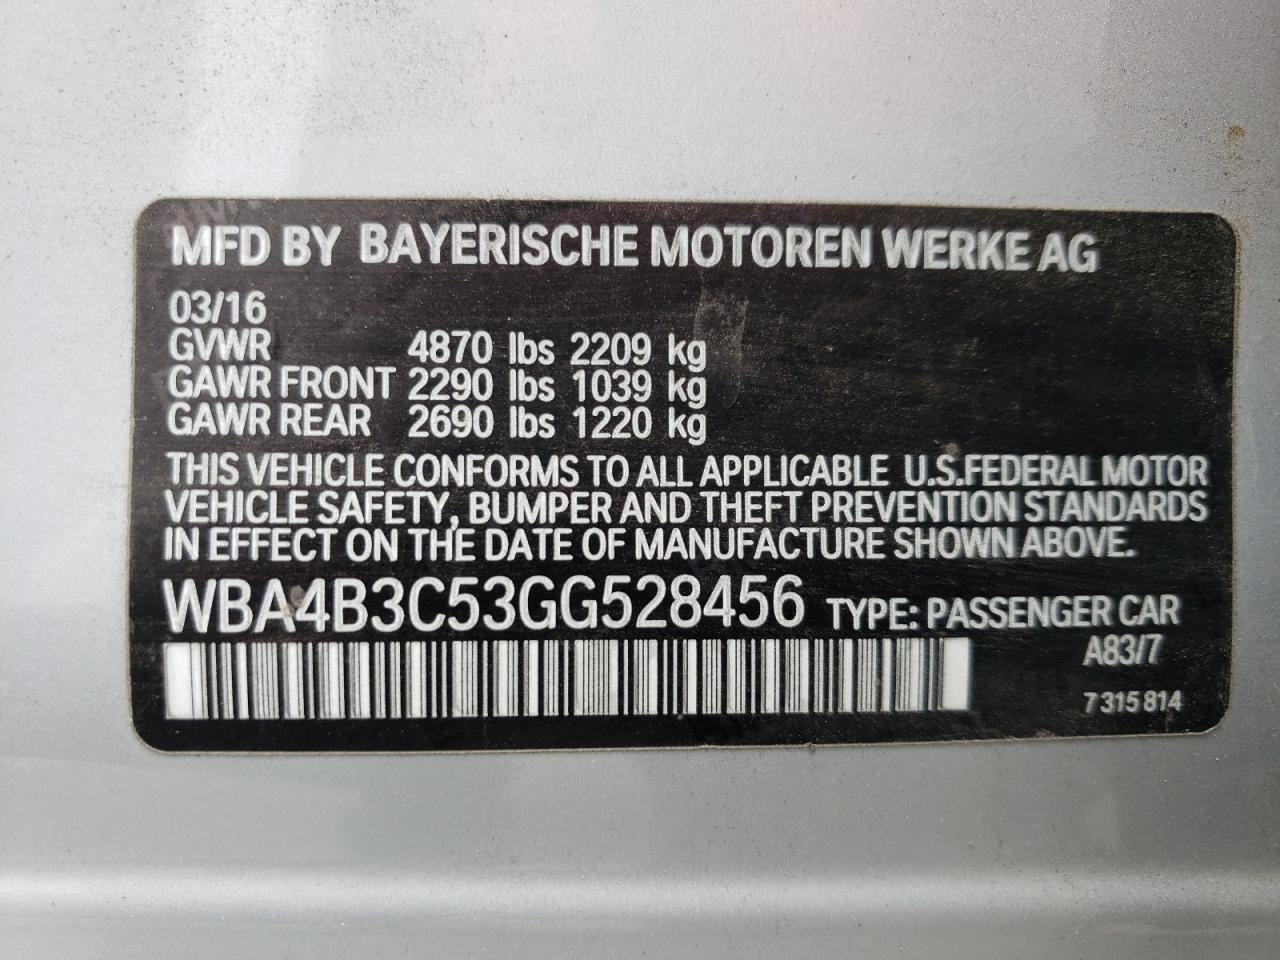 MFD BY BAYERISCHE MOTOREN WERKE AG
03/16
GVWR 4870 lbs 2209 kg
GAWR FRONT 2290 lbs 1039 kg
GAWR REAR 2690 lbs 1220 kg
THIS VEHICLE CONFORMS TO ALL APPLICABLE U.S.FEDERAL MOTOR
VEHICLE SAFETY, BUMPER AND THEFT PREVENTION STANDARDS
IN EFFECT ON THE DATE OF MANUFACTURE SHOWN ABOVE.
WBA4B3C53GG528456 TYPE: PASSENGER CAR
A83/7
7 315 814